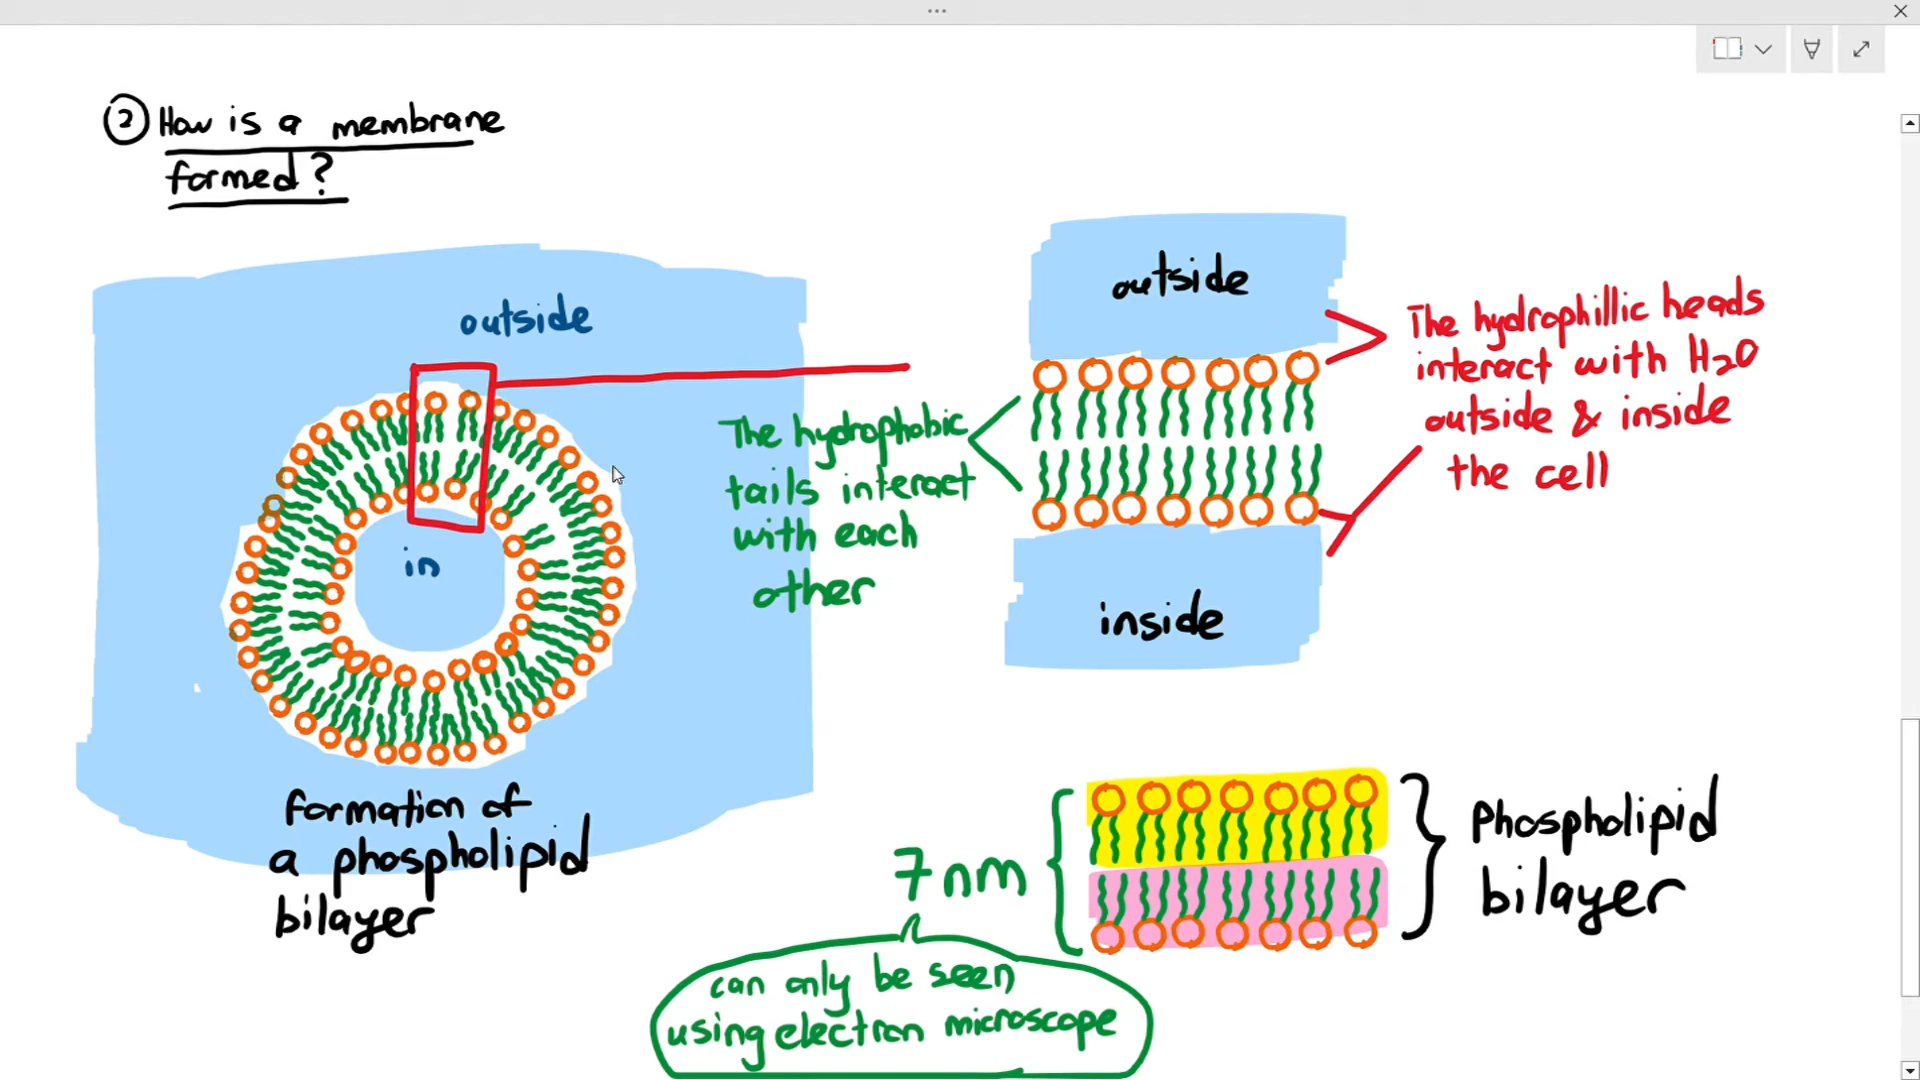 ② How is a membrane
formed?
outside
in
formation of
a phospholipid
bilayer
The hydrophobic
tails interact
with each
other
outside
inside
The hydrophillic heads
interact with H2O
outside & inside
the cell
7nm
can only be seen
using electron microscope
Phospholipid
bilayer